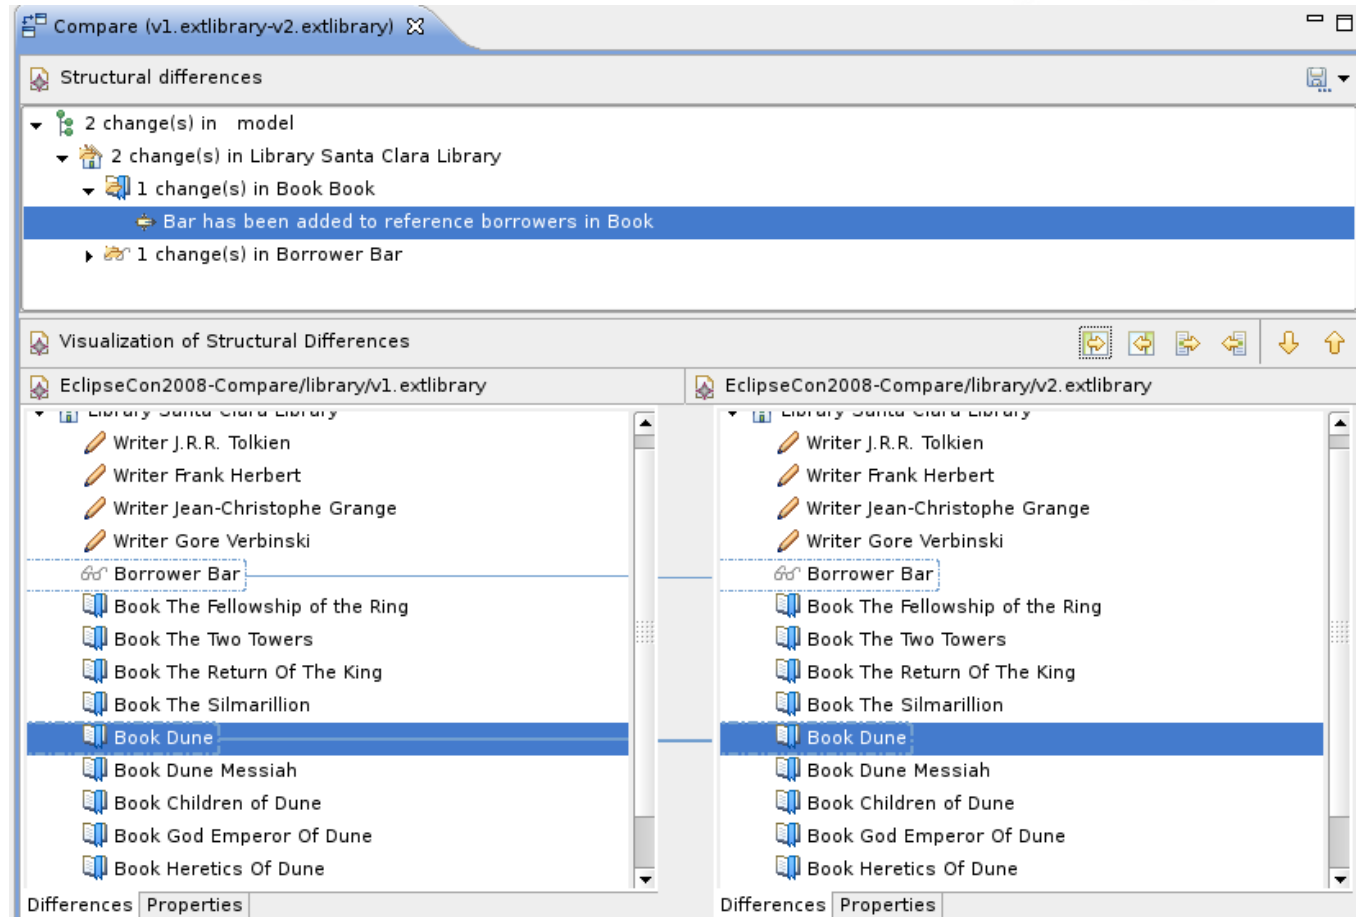 Compare (v1.extlibrary-v2.extlibrary)
Structural differences
2 change(s) in model
2 change(s) in Library Santa Clara Library
1 change(s) in Book Book
Bar has been added to reference borrowers in Book
1 change(s) in Borrower Bar
Visualization of Structural Differences
EclipseCon2008-Compare/library/v1.extlibrary
Library Santa Clara Library
Writer J.R.R. Tolkien
Writer Frank Herbert
Writer Jean-Christophe Grange
Writer Gore Verbinski
Borrower Bar
Book The Fellowship of the Ring
Book The Two Towers
Book The Return Of The King
Book The Silmarillion
Book Dune
Book Dune Messiah
Book Children of Dune
Book God Emperor Of Dune
Book Heretics Of Dune
Differences Properties
EclipseCon2008-Compare/library/v2.extlibrary
Library Santa Clara Library
Writer J.R.R. Tolkien
Writer Frank Herbert
Writer Jean-Christophe Grange
Writer Gore Verbinski
Borrower Bar
Book The Fellowship of the Ring
Book The Two Towers
Book The Return Of The King
Book The Silmarillion
Book Dune
Book Dune Messiah
Book Children of Dune
Book God Emperor Of Dune
Book Heretics Of Dune
Differences Properties